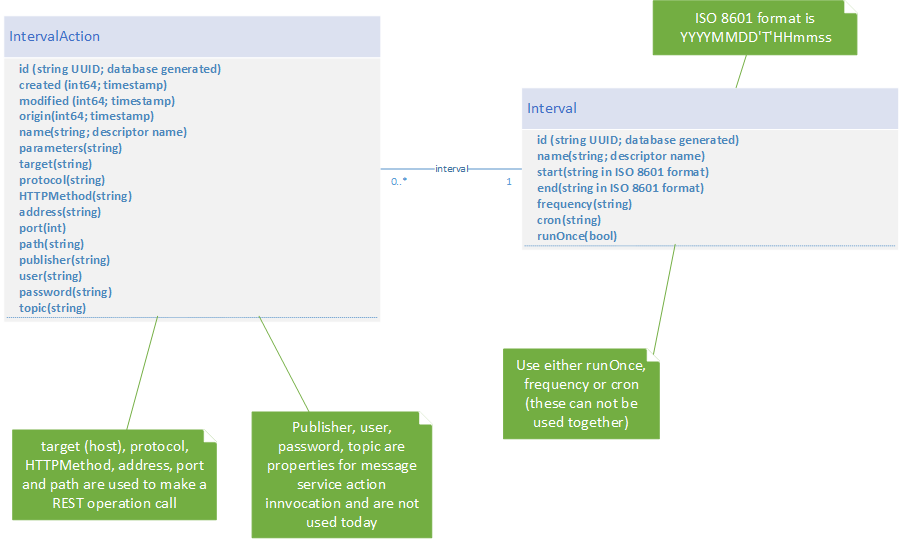 IntervalAction
id (string UUID; database generated)
created (int64; timestamp)
modified (int64; timestamp)
origin(int64; timestamp)
name(string; descriptor name)
parameters(string)
target(string)
protocol(string)
HTTPMethod(string)
address(string)
port(int)
path(string)
publisher(string)
user(string)
password(string)
topic(string)
interval
0..*
1
ISO 8601 format is
YYYYMMDD'T'HHmmss
Interval
id (string UUID; database generated)
name(string; descriptor name)
start(string in ISO 8601 format)
end(string in ISO 8601 format)
frequency(string)
cron(string)
runOnce(bool)
Use either runOnce,
frequency or cron
(these can not be
used together)
target (host), protocol,
HTTPMethod, address, port
and path are used to make a
REST operation call
Publisher, user,
password, topic are
properties for message
service action
innvocation and are not
used today